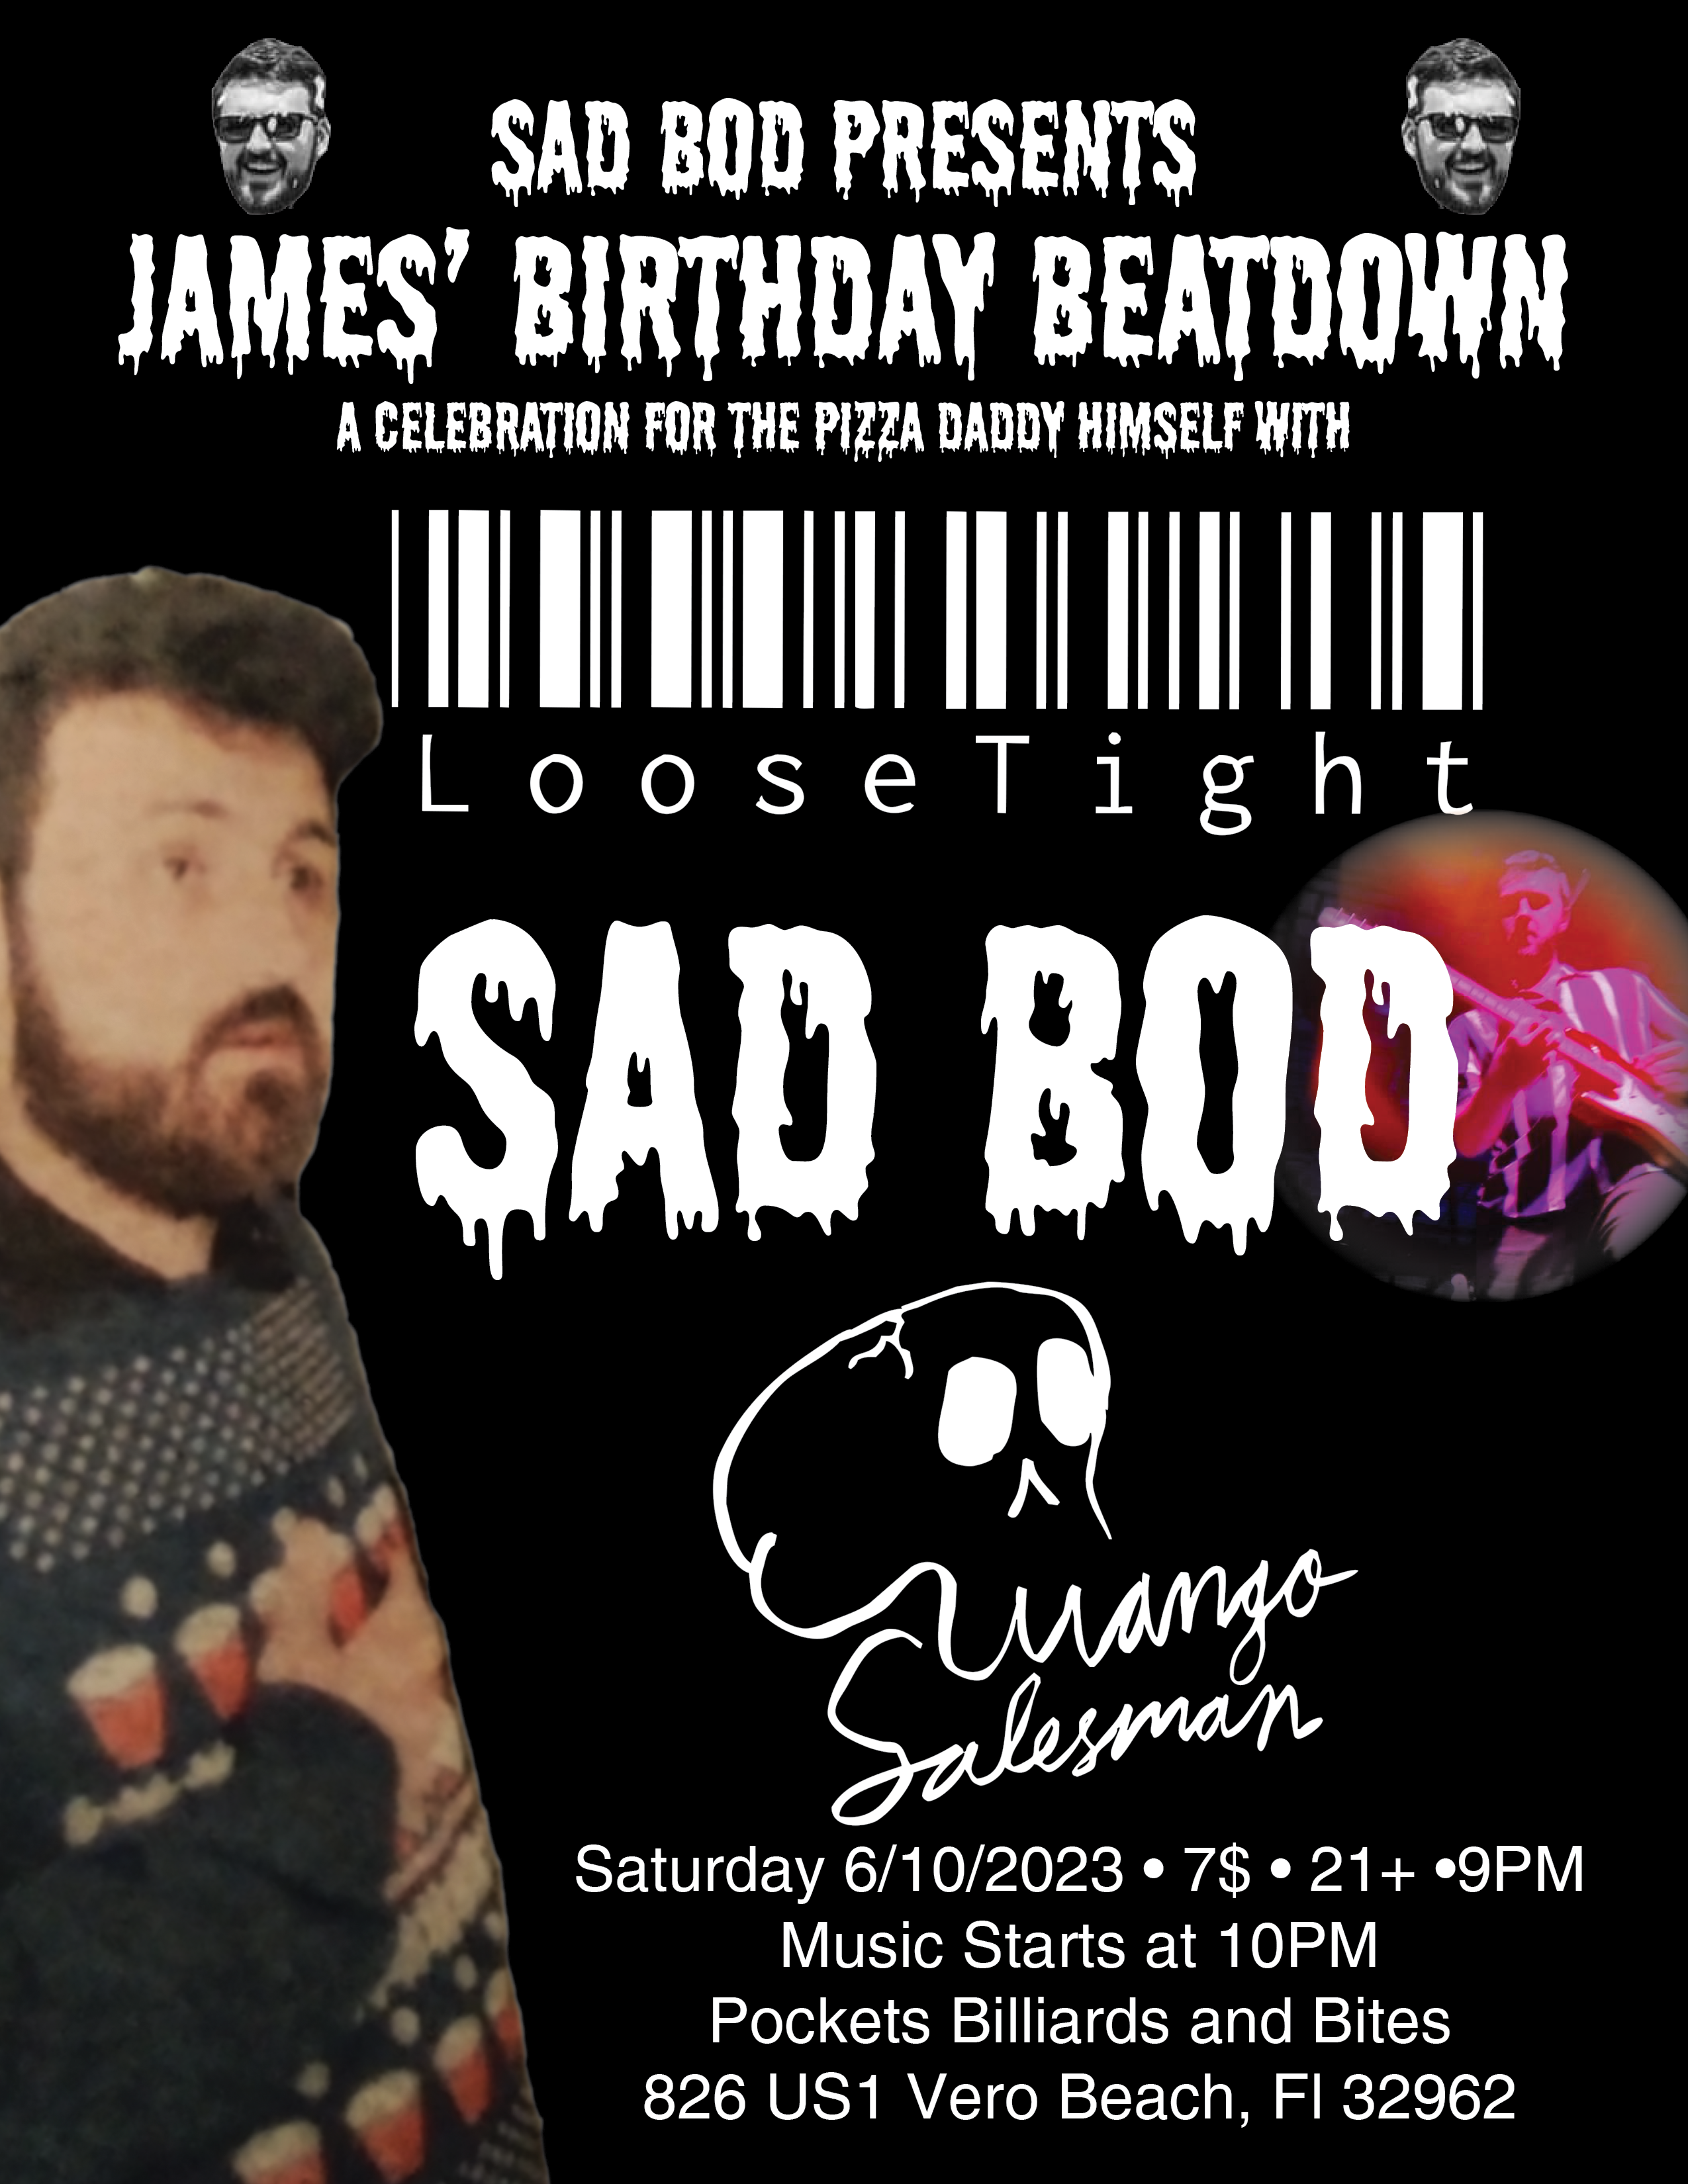 SAD BOD PRESENTS
JAMES' BIRTHDAY BEATDOWN
A CELEBRATION FOR THE PIZZA DADDY HIMSELF WITH
LooseTight
SAD BOD
Mango
Salesman
Saturday 6/10/2023 • 7$ • 21+ •9PM
Music Starts at 10PM
Pockets Billiards and Bites
826 US1 Vero Beach, Fl 32962